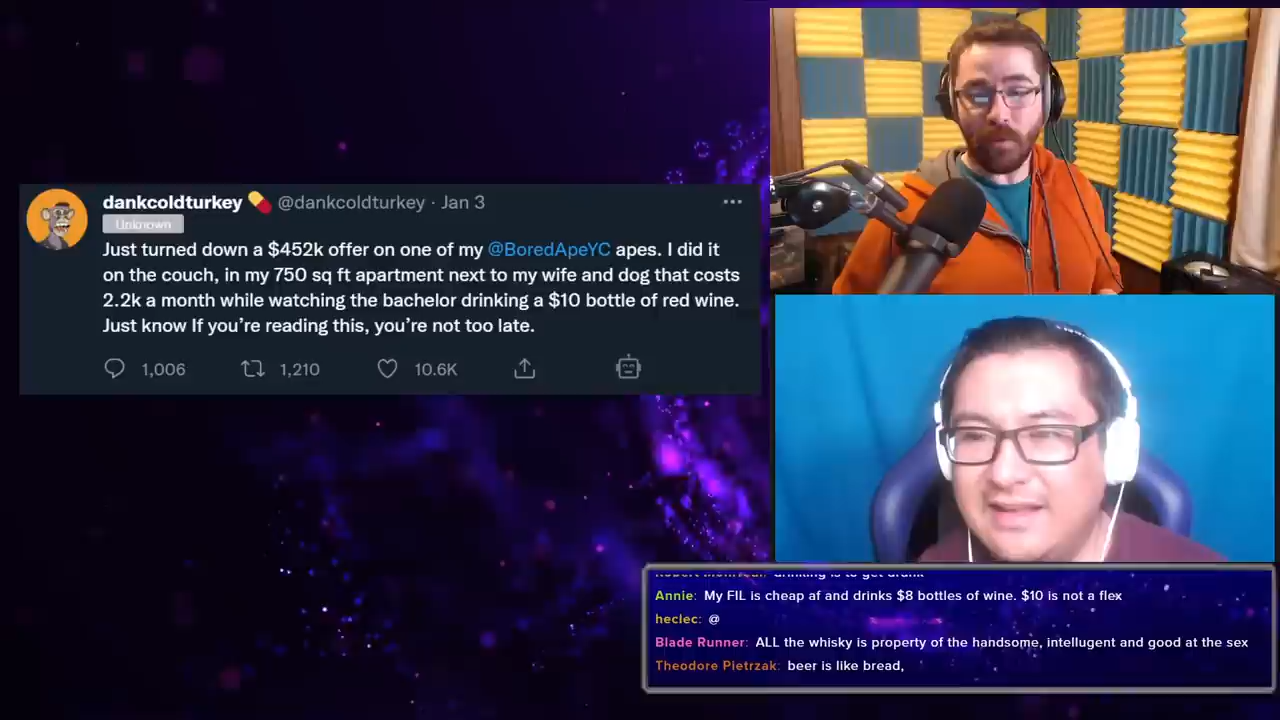 dankcoldturkey 💊 @dankcoldturkey · Jan 3
Unknown
Just turned down a $452k offer on one of my @BoredApeYC apes. I did it
on the couch, in my 750 sq ft apartment next to my wife and dog that costs
2.2k a month while watching the bachelor drinking a $10 bottle of red wine.
Just know If you're reading this, you're not too late.
1,006 1,210 10.6K
drinking is to get drunk
Annie: My FIL is cheap af and drinks $8 bottles of wine. $10 is not a flex
heclec: @
Blade Runner: ALL the whisky is property of the handsome, intellugent and good at the sex
Theodore Pietrzak: beer is like bread,